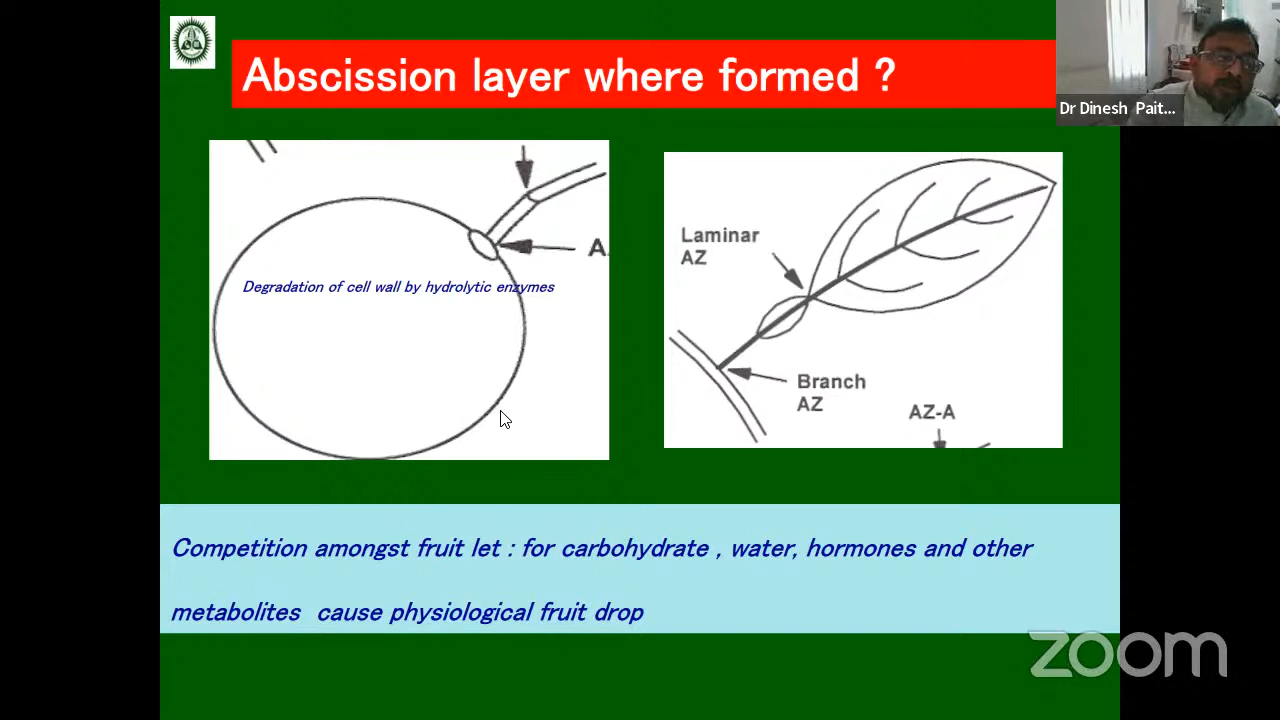 Abscission layer where formed ?
Dr Dinesh Pait...
A
Degradation of cell wall by hydrolytic enzymes
Laminar
AZ
Branch
AZ
AZ-A
Competition amongst fruit let : for carbohydrate , water, hormones and other
metabolites cause physiological fruit drop
zoom